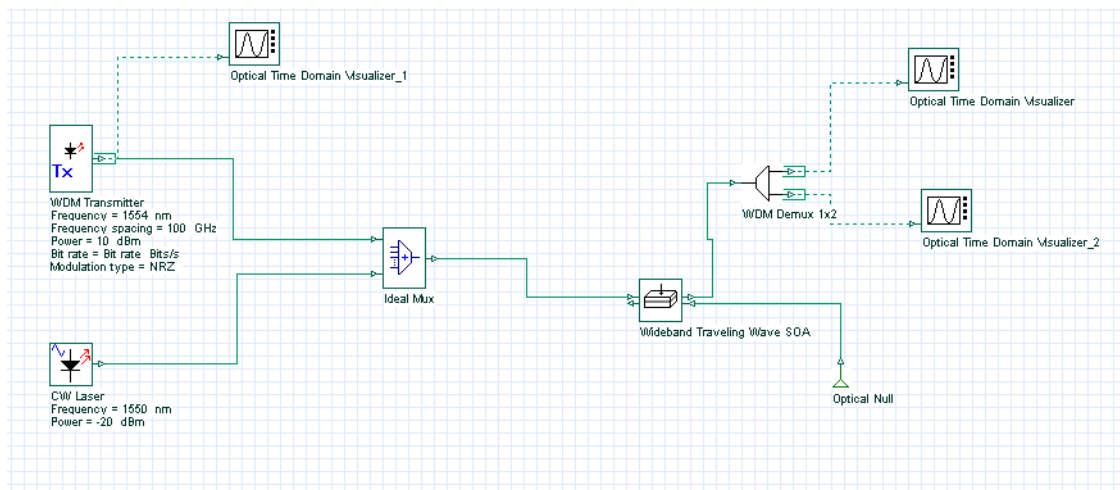 Optical Time Domain Visualizer_1
Optical Time Domain Visualizer
Tx
WDM Transmitter
Frequency = 1554 nm
Frequency spacing = 100 GHz
Power = 10 dBm
Bit rate = Bit rate Bits/s
Modulation type = NRZ
WDM Demux 1x2
Optical Time Domain Visualizer_2
Ideal Mux
Wideband Traveling Wave SOA
CW Laser
Frequency = 1550 nm
Power = -20 dBm
Optical Null